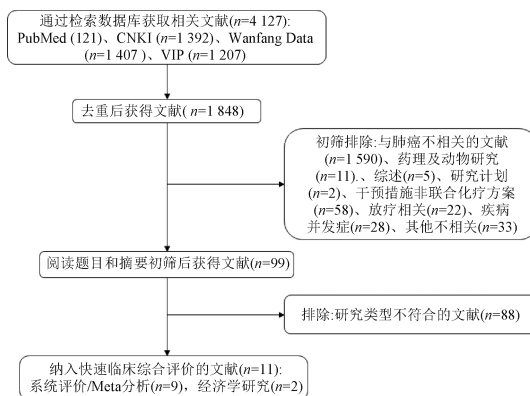 通过检索数据库获取相关文献(n=4 127):
PubMed (121)、CNKI (n=1 392)、Wanfang Data
(n=1 407 )、VIP (n=1 207)
去重后获得文献( n=1 848)
初筛排除:与肺癌不相关的文献
(n=1 590)、药理及动物研究
(n=11).、综述(n=5)、研究计划
(n=2)、干预措施非联合化疗方案
(n=58)、放疗相关(n=22)、疾病
并发症(n=28)、其他不相关(n=33)
阅读题目和摘要初筛后获得文献(n=99)
排除:研究类型不符合的文献(n=88)
纳入快速临床综合评价的文献(n=11):
系统评价/Meta分析(n=9)，经济学研究(n=2)